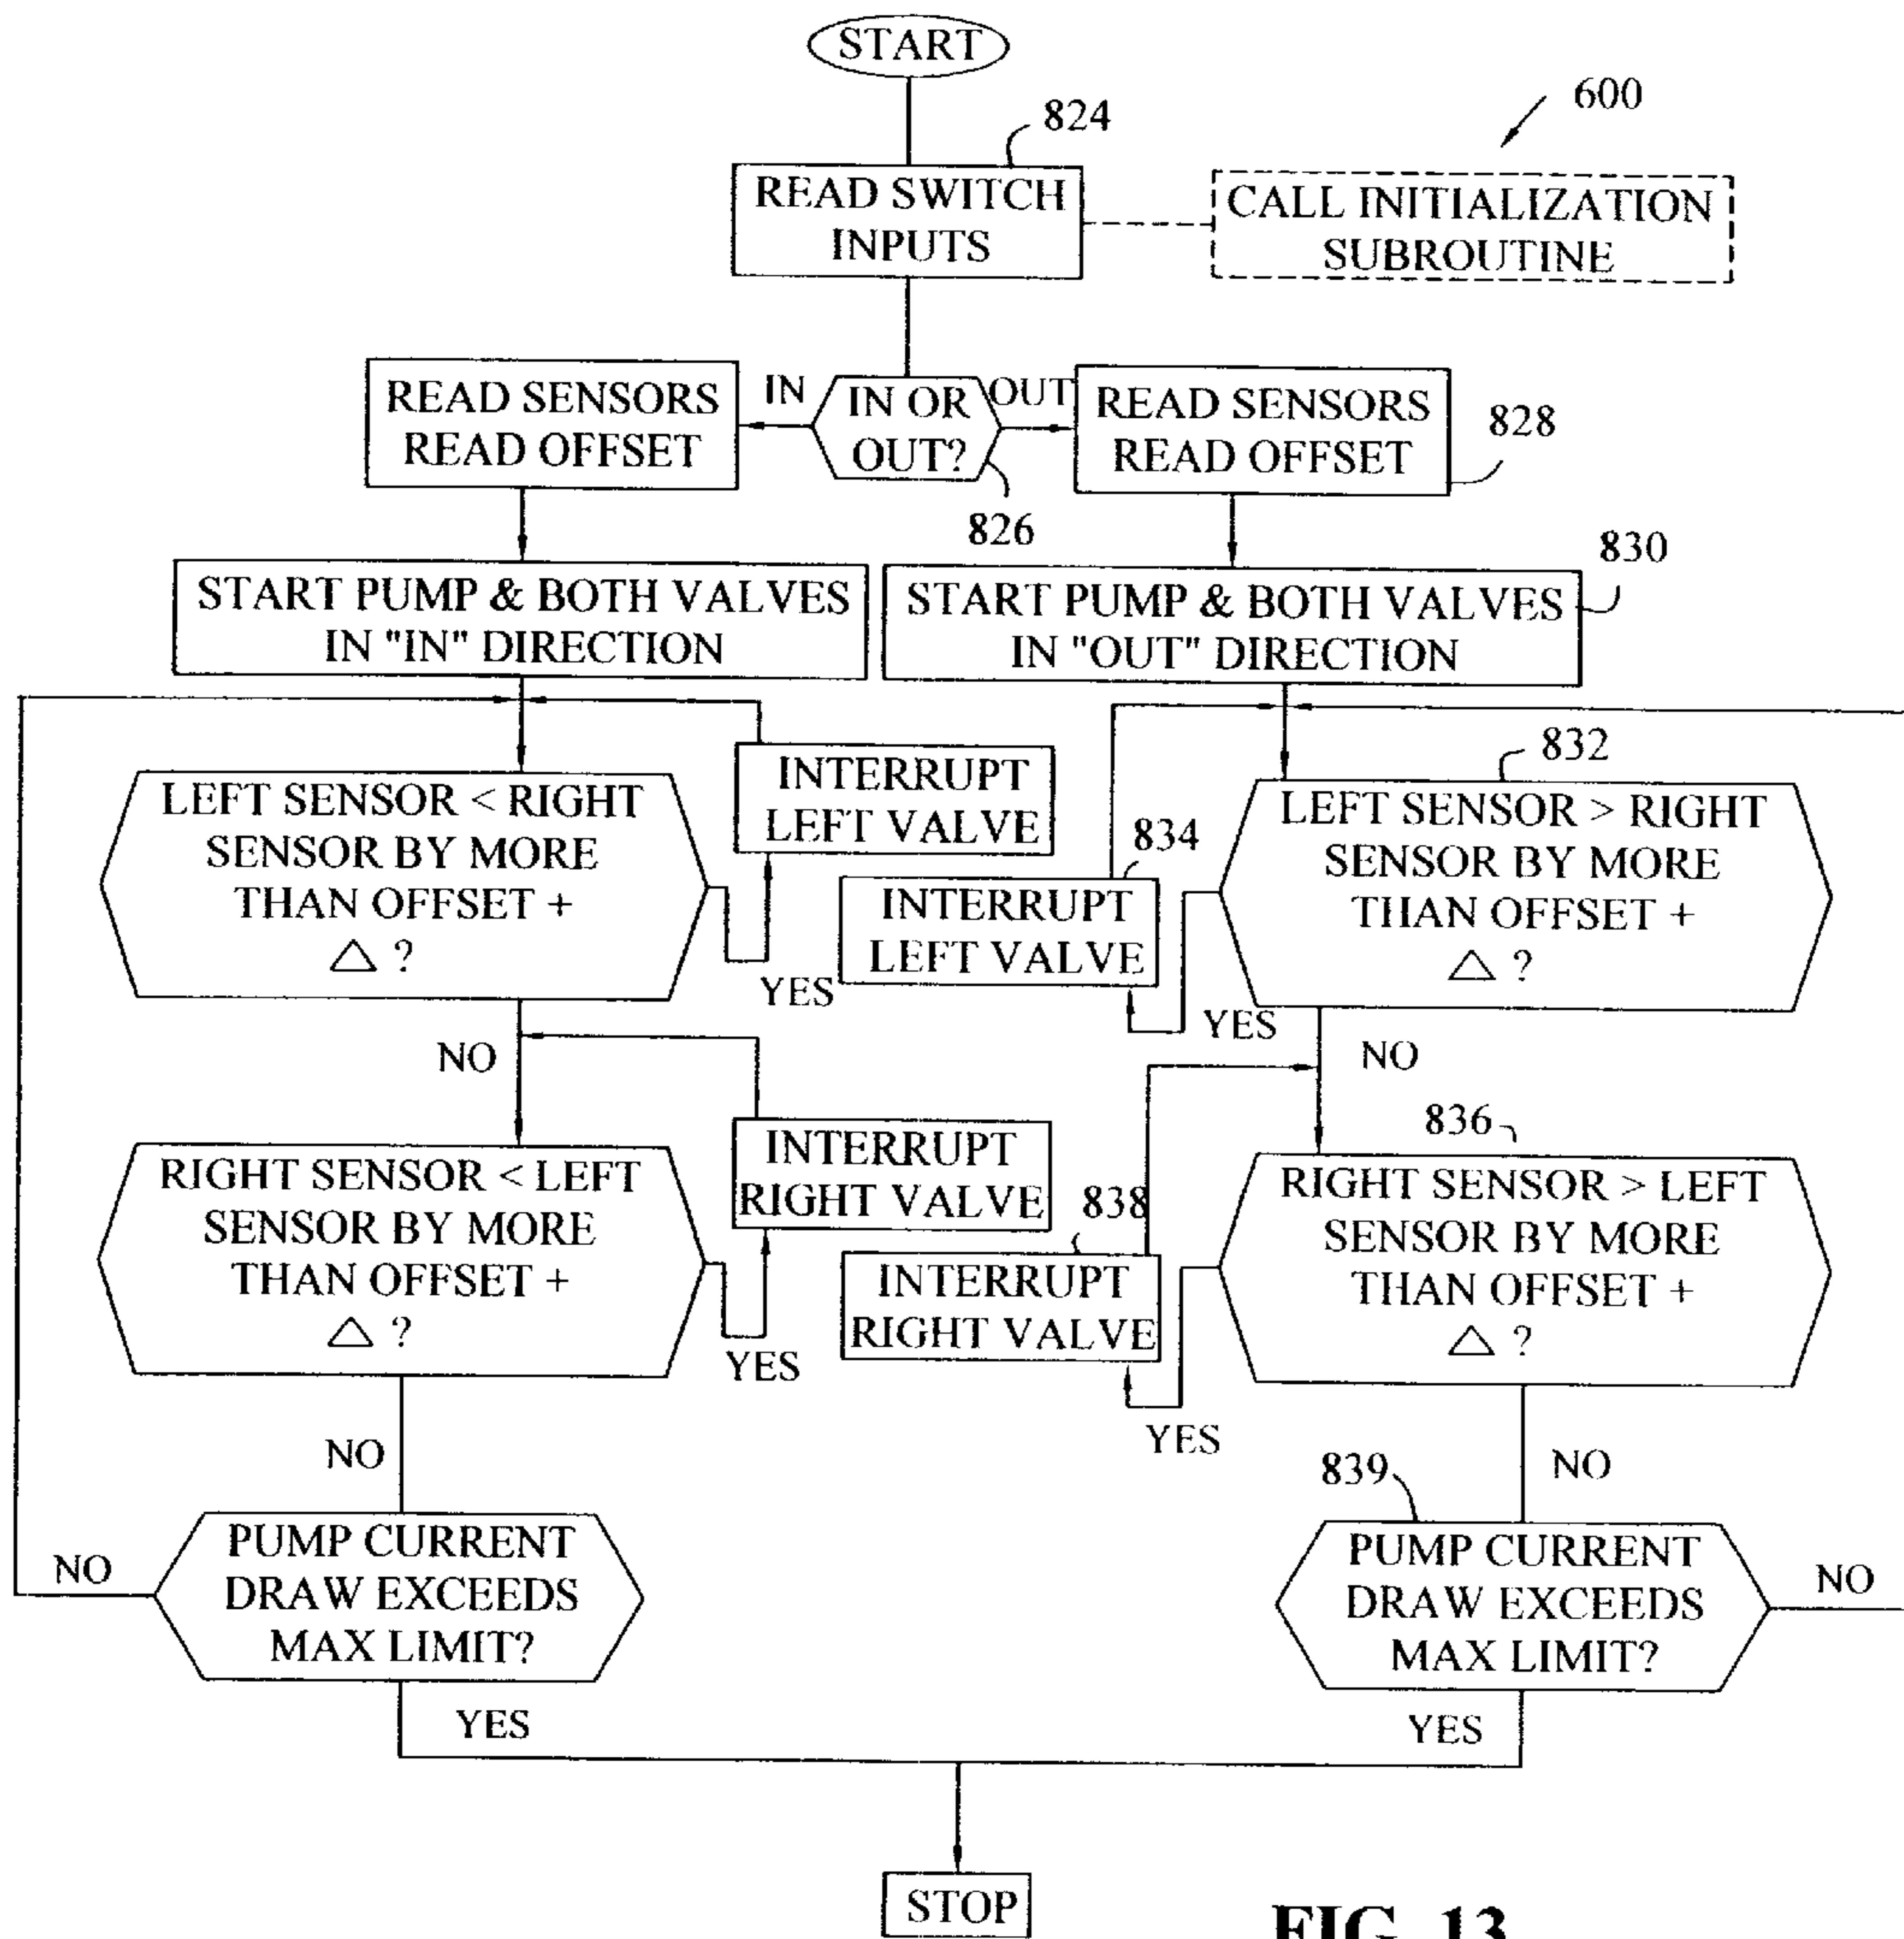 START
600
824
READ SWITCH
INPUTS
CALL INITIALIZATION
SUBROUTINE
READ SENSORS
READ OFFSET
IN
IN OR
OUT?
OUT
READ SENSORS
READ OFFSET
828
826
START PUMP & BOTH VALVES
IN "IN" DIRECTION
START PUMP & BOTH VALVES
IN "OUT" DIRECTION
830
LEFT SENSOR < RIGHT
SENSOR BY MORE
THAN OFFSET +
△ ?
INTERRUPT
LEFT VALVE
YES
834
INTERRUPT
LEFT VALVE
832
LEFT SENSOR > RIGHT
SENSOR BY MORE
THAN OFFSET +
△ ?
YES
NO
NO
RIGHT SENSOR < LEFT
SENSOR BY MORE
THAN OFFSET +
△ ?
INTERRUPT
RIGHT VALVE
YES
838
INTERRUPT
RIGHT VALVE
836
RIGHT SENSOR > LEFT
SENSOR BY MORE
THAN OFFSET +
△ ?
YES
NO
NO
839
NO
PUMP CURRENT
DRAW EXCEEDS
MAX LIMIT?
PUMP CURRENT
DRAW EXCEEDS
MAX LIMIT?
NO
YES
YES
STOP
FIG. 13